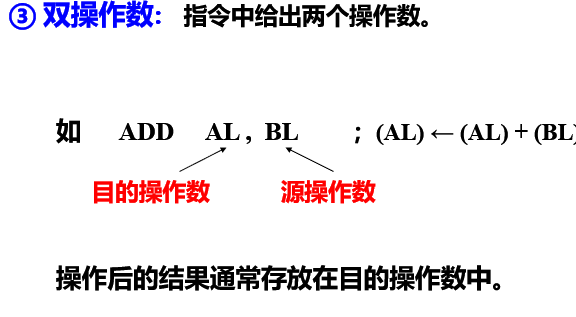 ③ 双操作数： 指令中给出两个操作数。
如 ADD AL , BL ；(AL) ← (AL) + (BL)
目的操作数 源操作数
操作后的结果通常存放在目的操作数中。